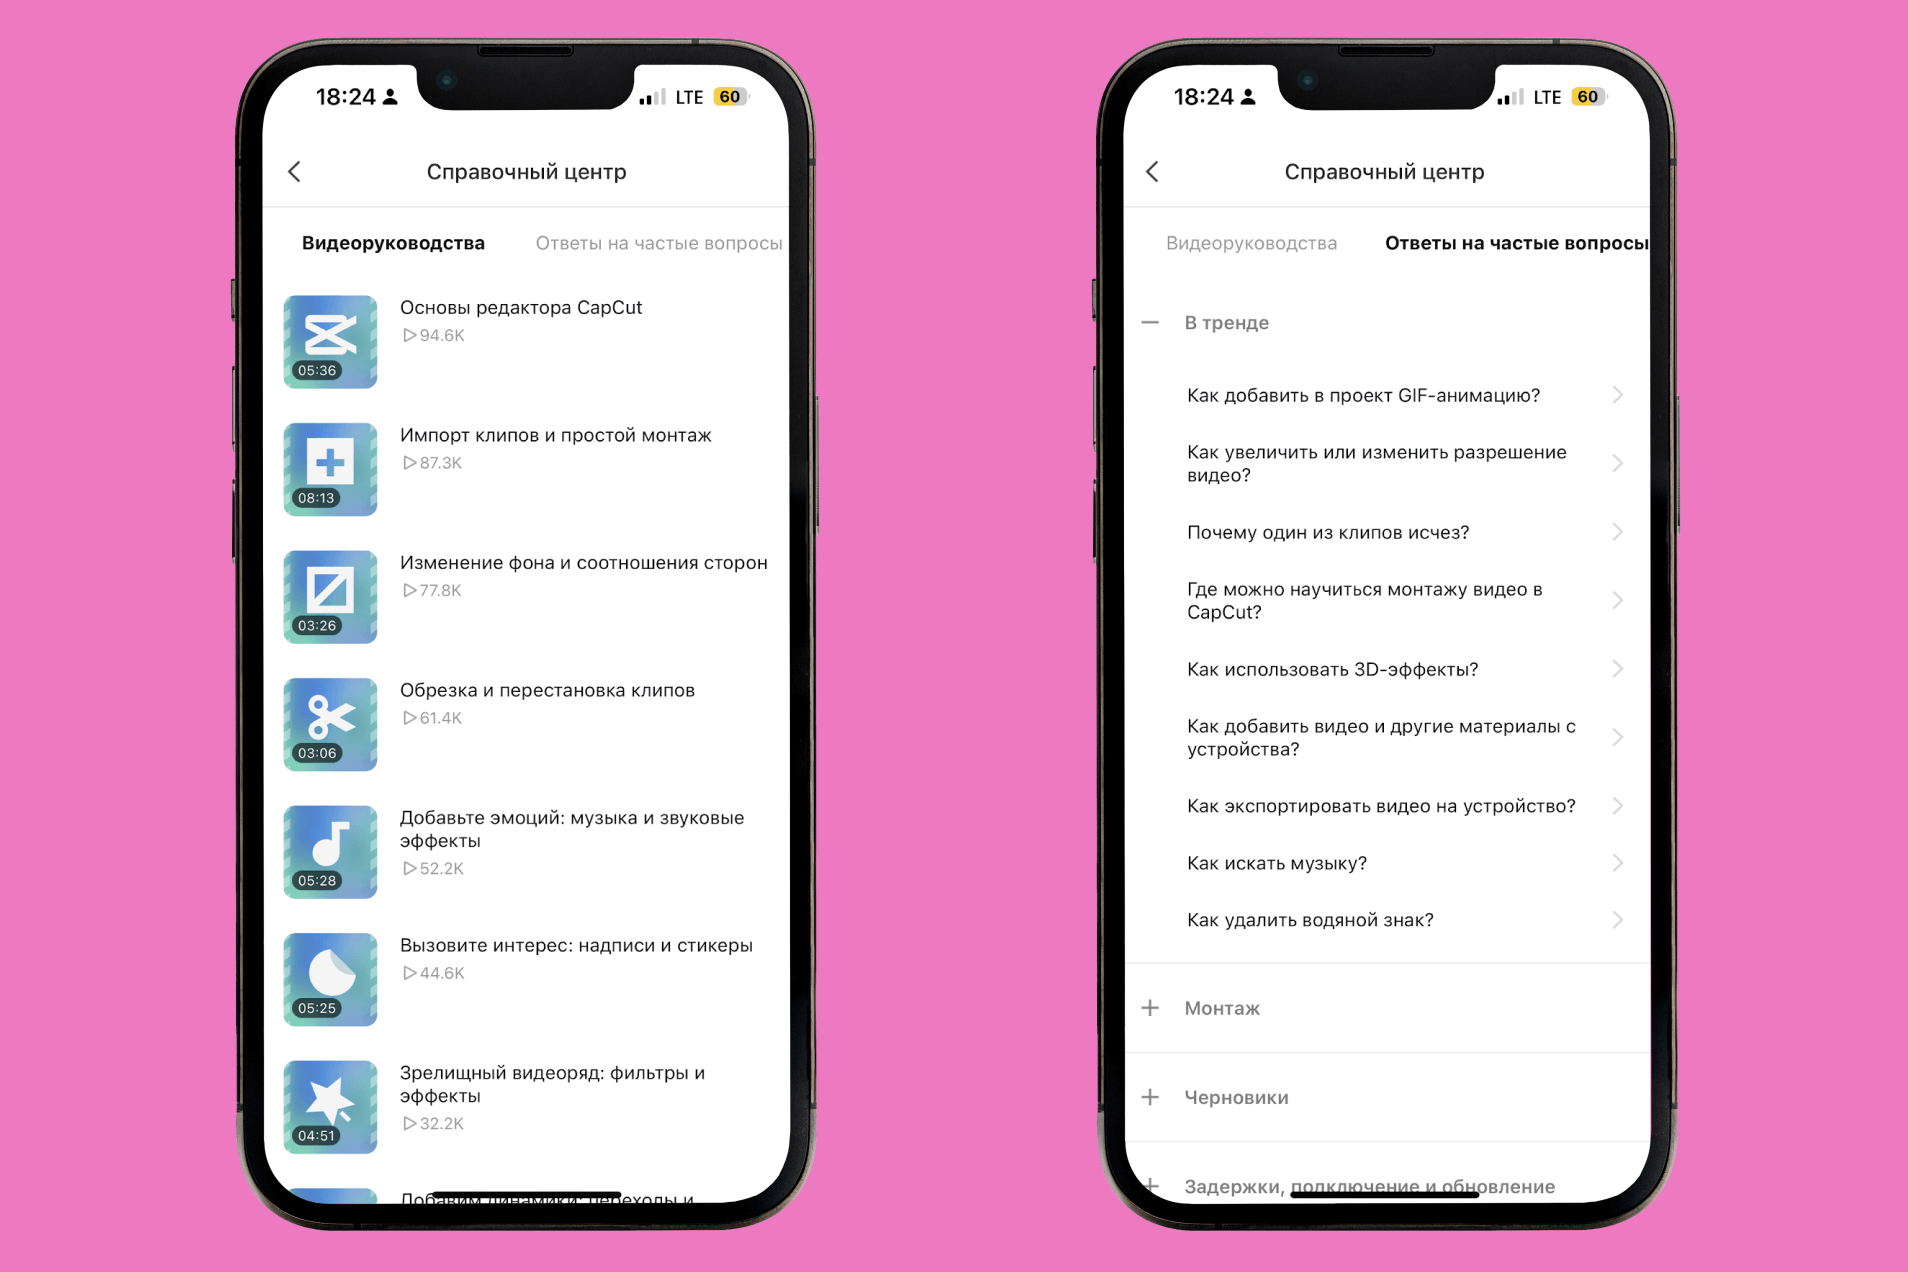 18:24
LTE 60
Справочный центр
Видеоруководства
Ответы на частые вопросы
Основы редактора CapCut
94.6K
05:36
Импорт клипов и простой монтаж
87.3K
08:13
Изменение фона и соотношения сторон
77.8K
03:26
Обрезка и перестановка клипов
61.4K
03:06
Добавьте эмоций: музыка и звуковые
эффекты
52.2K
05:28
Вызовите интерес: надписи и стикеры
44.6K
05:25
Зрелищный видеоряд: фильтры и
эффекты
32.2K
04:51
Добавим динамики: переходы и
18:24
LTE 60
Справочный центр
Видеоруководства
Ответы на частые вопросы
В тренде
Как добавить в проект GIF-анимацию?
Как увеличить или изменить разрешение
видео?
Почему один из клипов исчез?
Где можно научиться монтажу видео в
CapCut?
Как использовать 3D-эффекты?
Как добавить видео и другие материалы с
устройства?
Как экспортировать видео на устройство?
Как искать музыку?
Как удалить водяной знак?
Монтаж
Черновики
Задержки, подключение и обновление